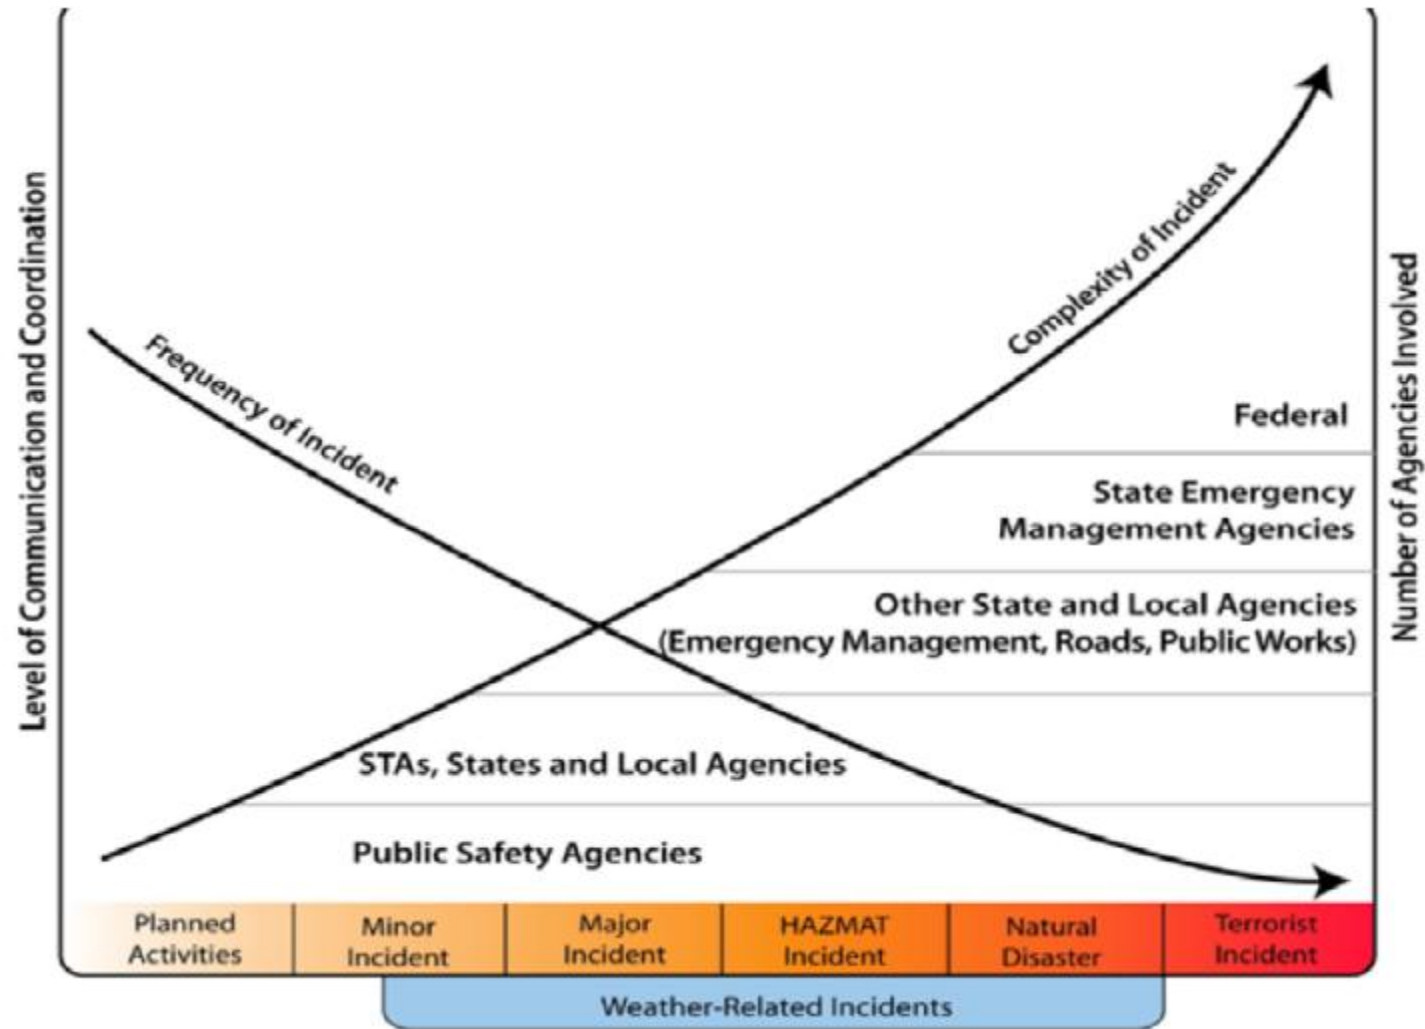 Level of Communication and Coordination
Frequency of Incident
Complexity of Incident
Number of Agencies Involved
Federal
State Emergency
Management Agencies
Other State and Local Agencies
(Emergency Management, Roads, Public Works)
STAs, States and Local Agencies
Public Safety Agencies
Planned
Activities
Minor
Incident
Major
Incident
HAZMAT
Incident
Natural
Disaster
Terrorist
Incident
Weather-Related Incidents